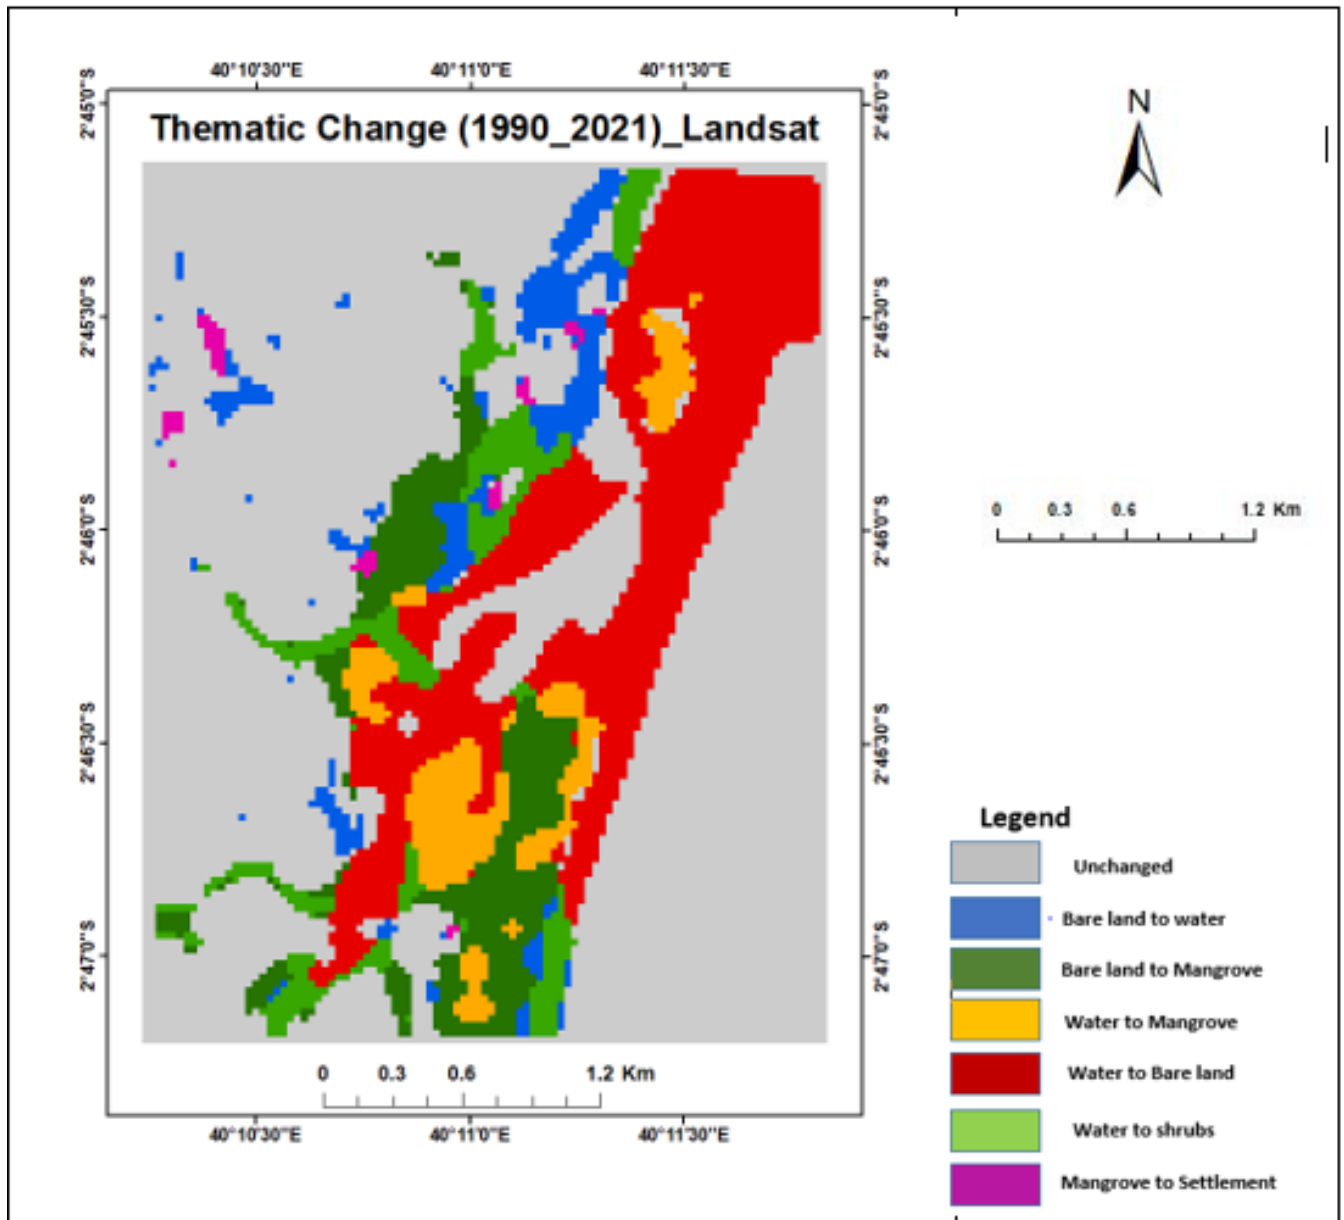 40°10'30"E 40°11'0"E 40°11'30"E
2°45'0"S
2°45'0"S
Thematic Change (1990_2021)_Landsat
N
2°45'30"S
2°45'30"S
2°46'0"S
2°46'0"S
0 0.3 0.6 1.2 Km
2°46'30"S
2°46'30"S
Legend
Unchanged
Bare land to water
2°47'0"S
2°47'0"S
Bare land to Mangrove
Water to Mangrove
Water to Bare land
0 0.3 0.6 1.2 Km
Water to shrubs
40°10'30"E 40°11'0"E 40°11'30"E
Mangrove to Settlement